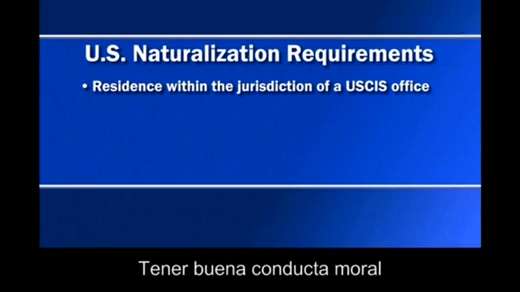 U.S. Naturalization Requirements
• Residence within the jurisdiction of a USCIS office
Tener buena conducta moral